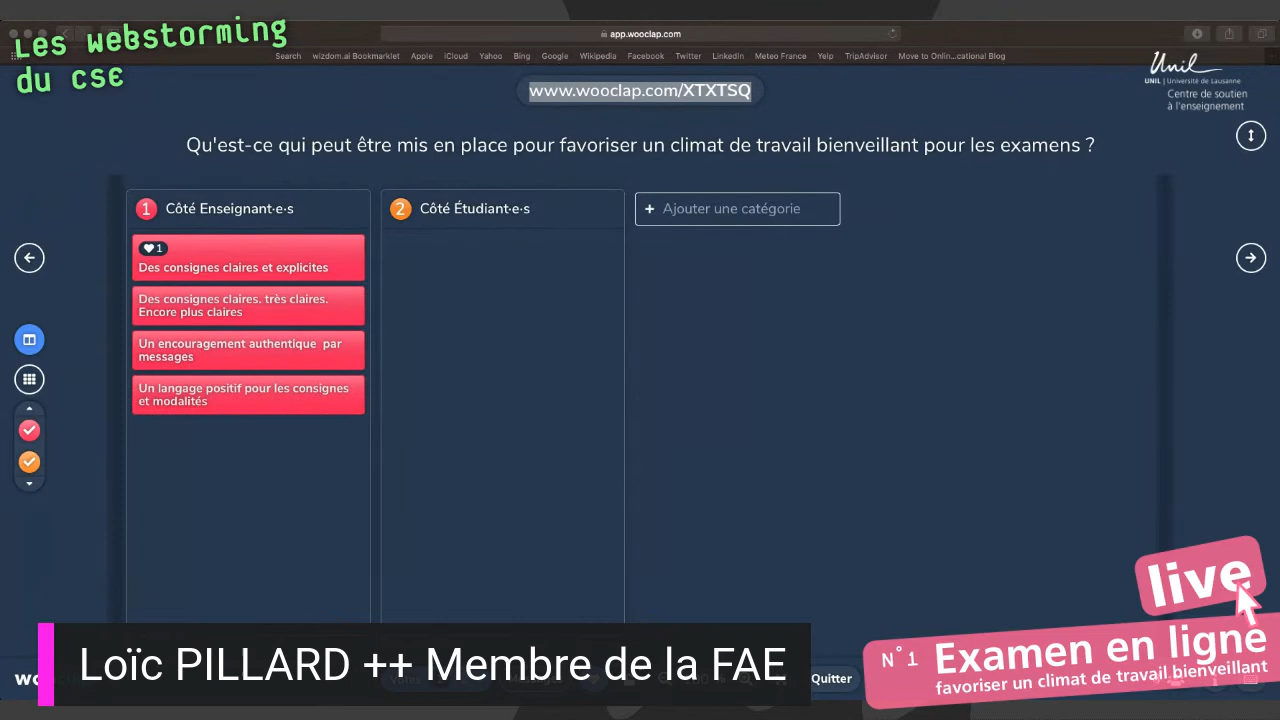 Les webstorming
du cse
app.wooclap.com
Search wizdom.ai Bookmarklet Apple iCloud Yahoo Bing Google Wikipedia Facebook Twitter LinkedIn Meteo France Yelp TripAdvisor Move to Onlin...cational Blog
www.wooclap.com/XTXTSQ
Unil
UNIL | Université de Lausanne
Centre de soutien
à l'enseignement
Qu'est-ce qui peut être mis en place pour favoriser un climat de travail bienveillant pour les examens ?
1 Côté Enseignant·e·s
2 Côté Étudiant·e·s
+ Ajouter une catégorie
1
Des consignes claires et explicites
Des consignes claires. très claires.
Encore plus claires
Un encouragement authentique par
messages
Un langage positif pour les consignes
et modalités
live
N°1 Examen en ligne
favoriser un climat de travail bienveillant
Loïc PILLARD ++ Membre de la FAE
Quitter